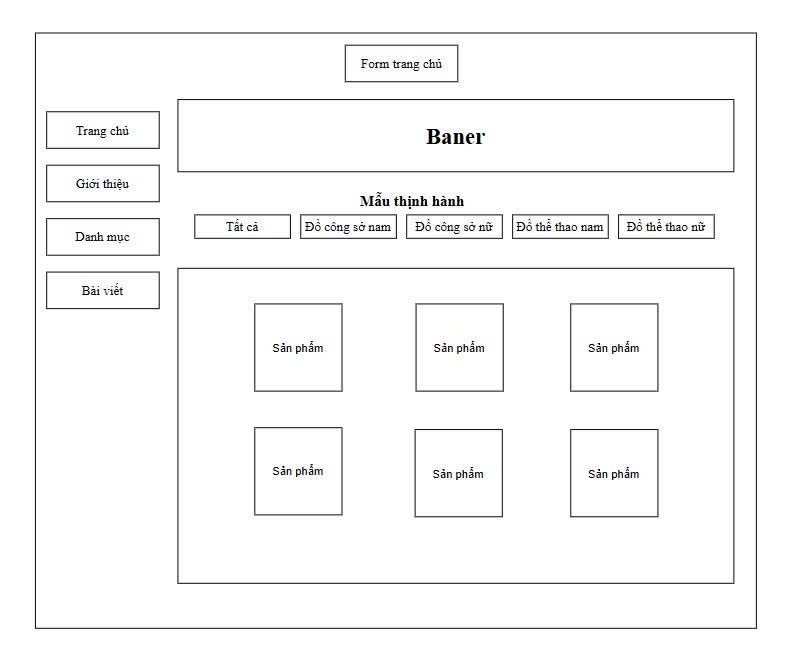 Form trang chủ
Trang chủ
Giới thiệu
Danh mục
Bài viết
Baner
Mẫu thịnh hành
Tất cả
Đồ công sở nam
Đồ công sở nữ
Đồ thể thao nam
Đồ thể thao nữ
Sản phẩm
Sản phẩm
Sản phẩm
Sản phẩm
Sản phẩm
Sản phẩm